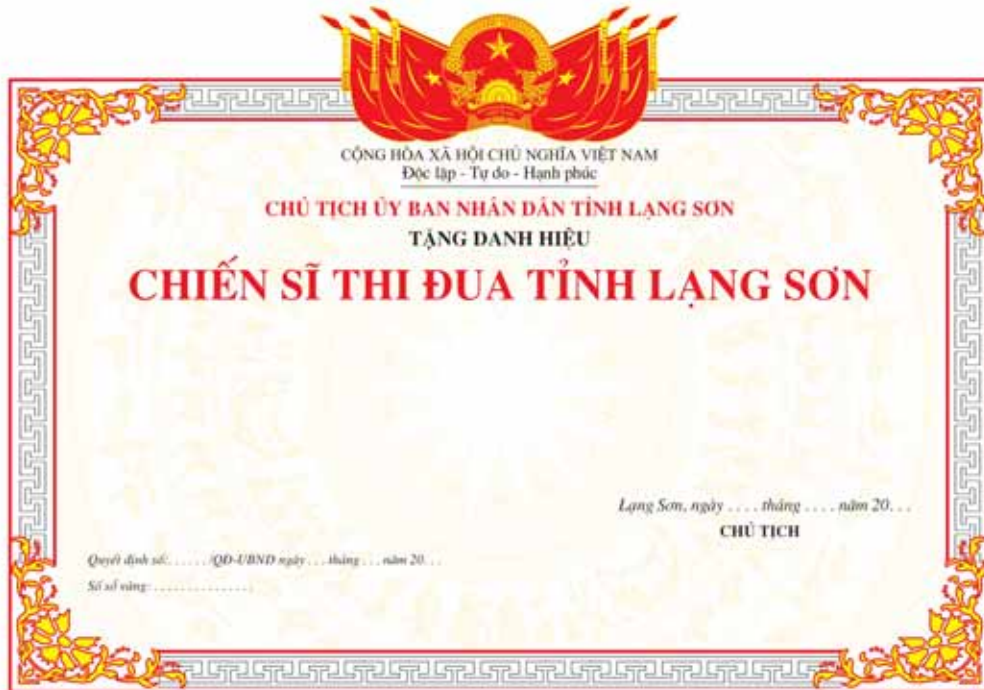 CỘNG HÒA XÃ HỘI CHỦ NGHĨA VIỆT NAM
Độc lập - Tự do - Hạnh phúc
CHỦ TỊCH ỦY BAN NHÂN DÂN TỈNH LẠNG SƠN
TẶNG DANH HIỆU
CHIẾN SĨ THI ĐUA TỈNH LẠNG SƠN
Lạng Sơn, ngày . . . . tháng . . . . năm 20. . .
CHỦ TỊCH
Quyết định số:. . . . . . /QĐ-UBND ngày . . . tháng . . . năm 20. . .
Số sổ vàng: . . . . . . . . . . . . . . .